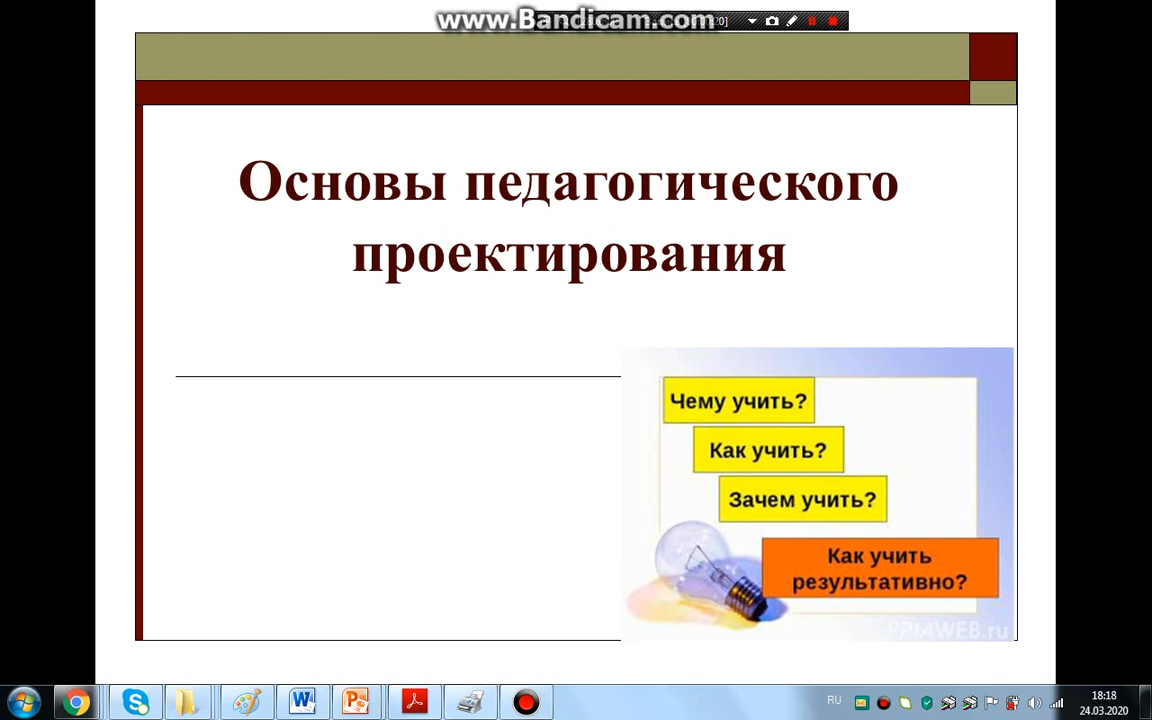 www.Bandicam.com
Основы педагогического
проектирования
Чему учить?
Как учить?
Зачем учить?
Как учить
результативно?
PPt4WEB.ru
RU
18:18
24.03.2020